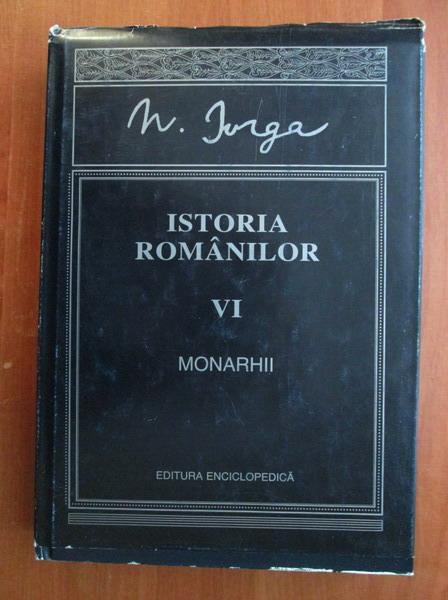 N. Iorga
ISTORIA
ROMÂNILOR
VI
MONARHII
EDITURA ENCICLOPEDICĂ